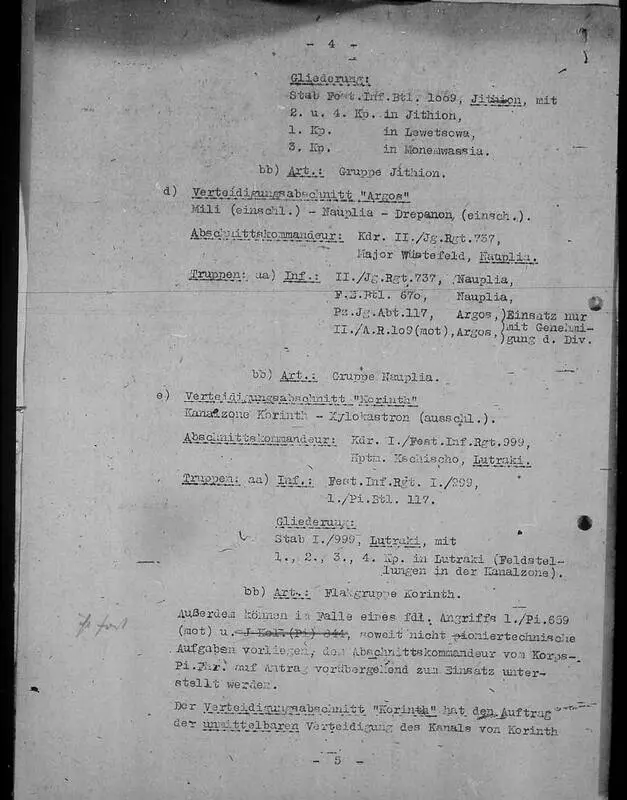 - 4 -
Gliederung:
Stab Fest.Inf.Btl. 1009, Jithion, mit
2. u. 4. Kp. in Jithion,
1. Kp. in Lewetsowa,
3. Kp. in Monemwassia.
bb) Art.: Gruppe Jithion.
d) Verteidigungsabschnitt "Argos"
Mili (einschl.) - Nauplia - Drepanon (einsch.).
Abschnittskommandeur: Kdr. II./Jg.Rgt.737,
Major Wüstefeld, Nauplia.
Truppen: aa) Inf.: II./Jg.Rgt.737, Nauplia,
F.E.Btl. 670, Nauplia,
Pz.Jg.Abt.117, Argos,)Einsatz nur
II./A.R.109(mot),Argos,)mit Genehmi-
)gung d. Div.
bb) Art.: Gruppe Nauplia.
e) Verteidigungsabschnitt "Korinth"
Kanalzone Korinth - Xylokastron (ausschl.).
Abschnittskommandeur: Kdr. I./Fest.Inf.Rgt.999,
Hptm. Kschischo, Lutraki.
Truppen: aa) Inf.: Fest.Inf.Rgt. I./999,
1./Pi.Btl. 117.
Gliederung:
Stab I./999, Lutraki, mit
1., 2., 3., 4. Kp. in Lutraki (Feldstel-
lungen in der Kanalzone).
bb) Art.: Flakgruppe Korinth.
Außerdem können im Falle eines fdl. Angriffs 1./Pi.659
(mot) u. (Pi) 644, soweit nicht pioniertechnische
Aufgaben vorliegen, dem Abschnittskommandeur vom Korps-
Pi.Fhr. auf Antrag vorübergehend zum Einsatz unter-
stellt werden.
ist fort
Der Verteidigungsabschnitt "Korinth" hat den Auftrag
der unmittelbaren Verteidigung des Kanals von Korinth
- 5 -